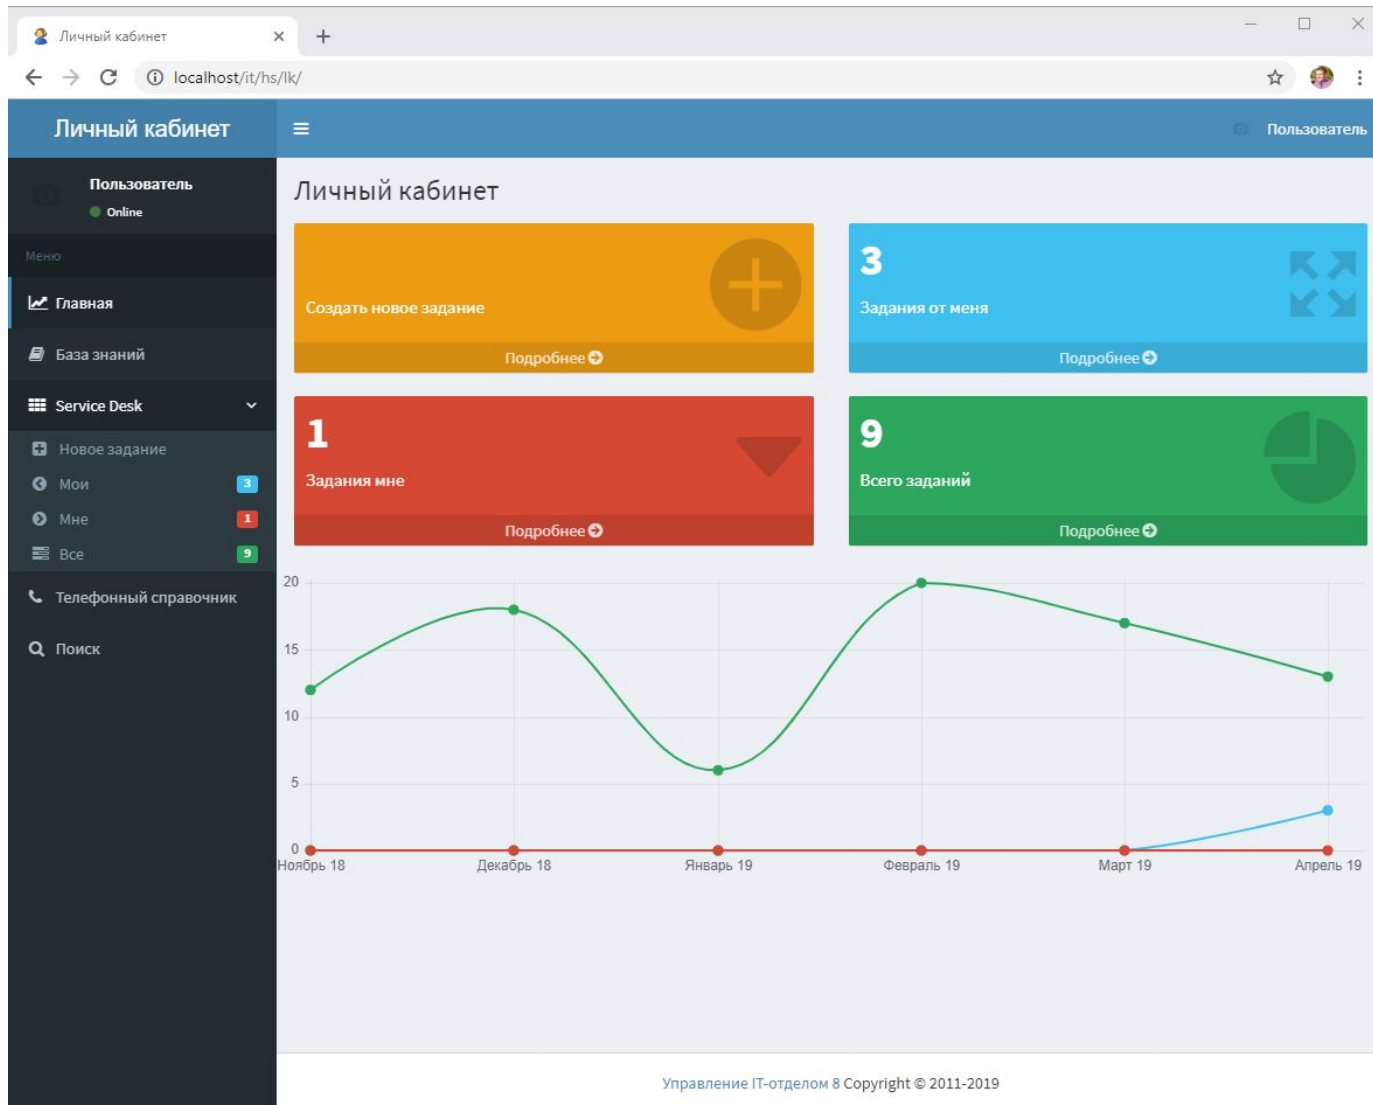 Личный кабинет
localhost/it/hs/lk/
Личный кабинет
Пользователь
Пользователь
Online
Меню
Главная
База знаний
Service Desk
Новое задание
Мои 3
Мне 1
Все 9
Телефонный справочник
Поиск
Личный кабинет
Создать новое задание
Подробнее
3
Задания от меня
Подробнее
1
Задания мне
Подробнее
9
Всего заданий
Подробнее
20
15
10
5
0
Ноябрь 18 Декабрь 18 Январь 19 Февраль 19 Март 19 Апрель 19
Управление IT-отделом 8 Copyright © 2011-2019